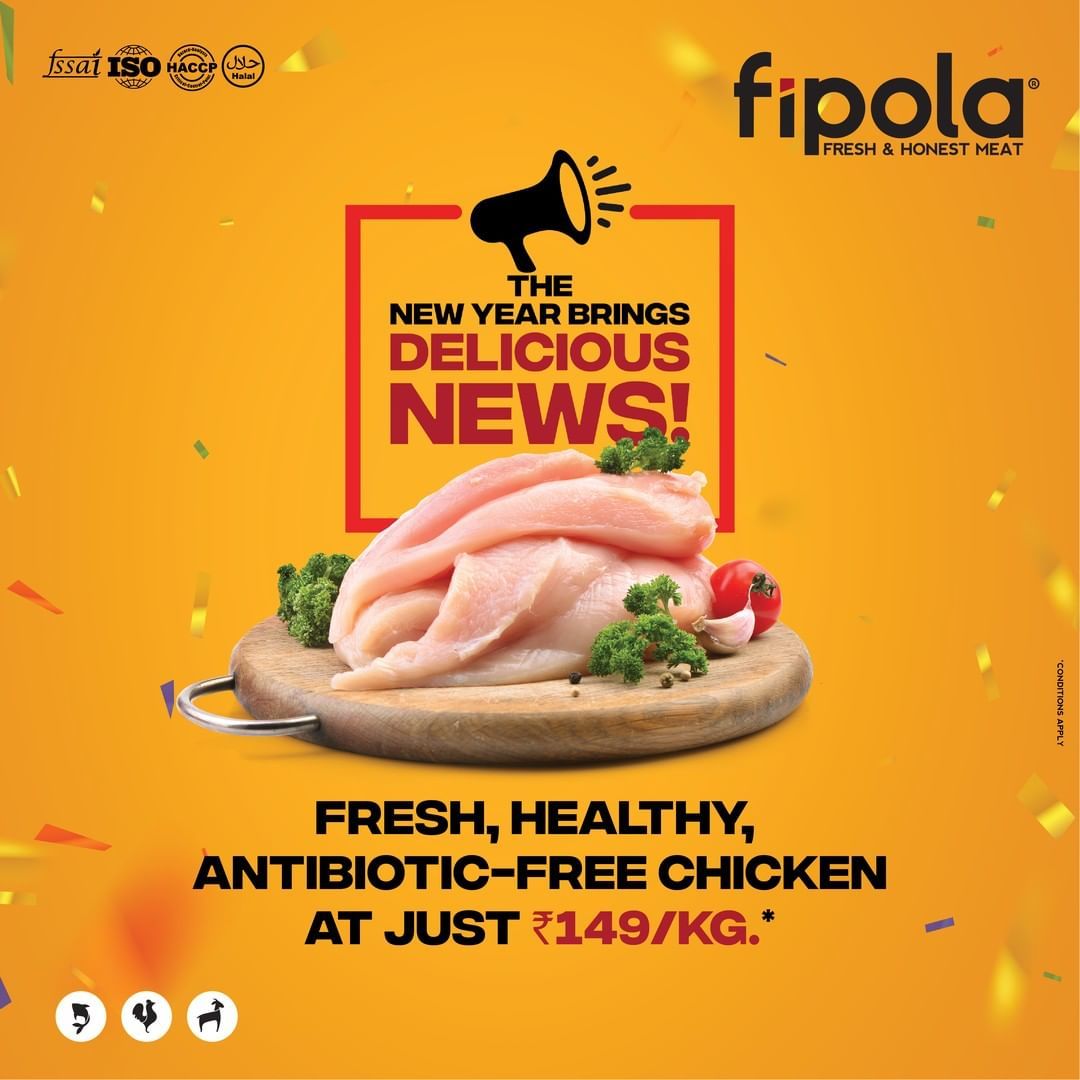 fssai ISO HACCP حلال Halal
fipola®
FRESH & HONEST MEAT
THE
NEW YEAR BRINGS
DELICIOUS
NEWS!
*CONDITIONS APPLY
FRESH, HEALTHY,
ANTIBIOTIC-FREE CHICKEN
AT JUST ₹149/KG.*